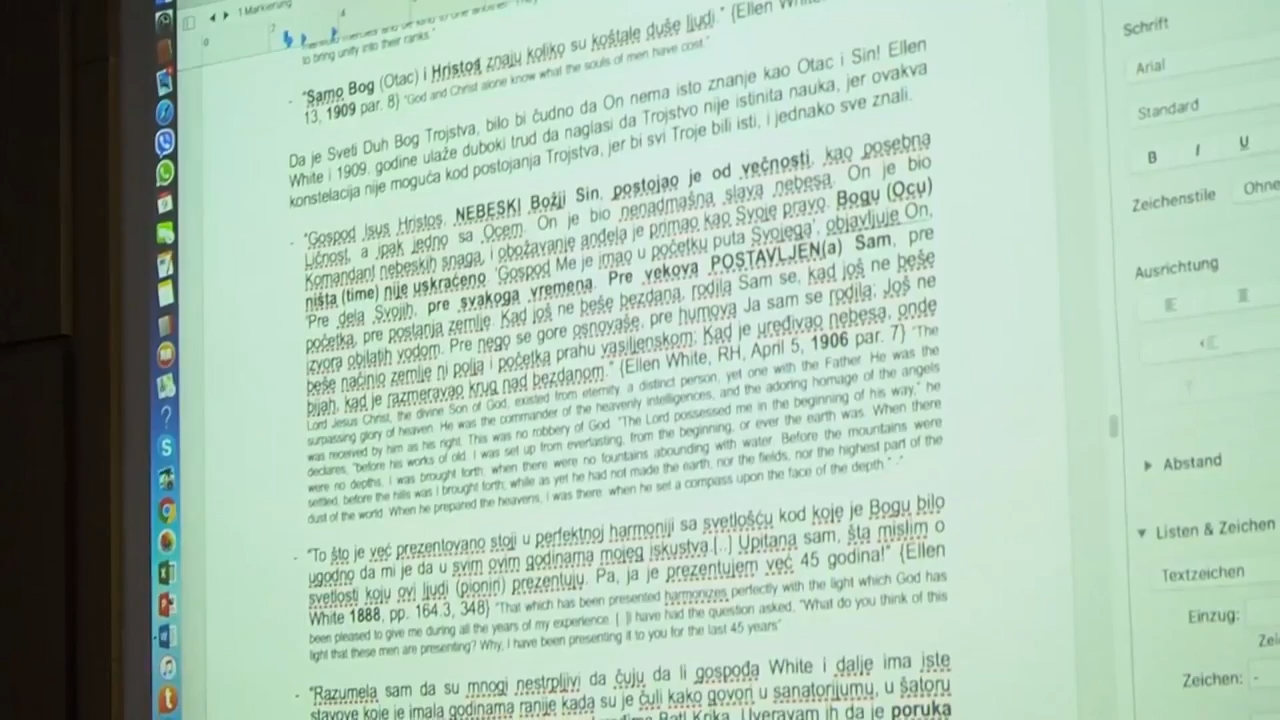 1 Markierung
2
4
0
to bring unity into their ranks."
- "Samo Bog (Otac) i Hristos znaju koliko su koštale duše ljudi." {Ellen
13, 1909 par. 8} "God and Christ alone know what the souls of men have cost."
Da je Sveti Duh Bog Trojstva, bilo bi čudno da On nema isto znanje kao Otac i Sin! Ellen
White i 1909. godine ulaže duboki trud da naglasi da Trojstvo nije istinita nauka, jer ovakva
konstelacija nije moguća kod postojanja Trojstva, jer bi svi Troje bili isti, i jednako sve znali.
- "Gospod Isus Hristos, NEBESKI Božji Sin, postojao je od večnosti, kao posebna
Ličnost, a ipak jedno sa Ocem. On je bio nenadmašna slava nebesa. On je bio
Komandant nebeskih snaga, i obožavanje anđela je primao kao Svoje pravo. Bogu (Ocu)
ništa (time) nije uskraćeno 'Gospod Me je imao u početku puta Svojega', objavljuje On,
'Pre dela Svojih, pre svakoga vremena. Pre vekova POSTAVLJEN(a) Sam, pre
početka, pre postanja zemlje. Kad još ne beše bezdana, rodila Sam se, kad još ne beše
izvora obilatih vodom. Pre nego se gore osnovaše, pre humova Ja sam se rodila; Još ne
beše načinio zemlje ni polja i početka prahu vasiljenskom; Kad je uređivao nebesa, onde
bijah, kad je razmeravao krug nad bezdanom." {Ellen White, RH, April 5, 1906 par. 7} "The
Lord Jesus Christ, the divine Son of God, existed from eternity, a distinct person, yet one with the Father. He was the
surpassing glory of heaven. He was the commander of the heavenly intelligences, and the adoring homage of the angels
was received by him as his right. This was no robbery of God. "The Lord possessed me in the beginning of his way," he
declares, "before his works of old. I was set up from everlasting, from the beginning, or ever the earth was. When there
were no depths, I was brought forth; when there were no fountains abounding with water. Before the mountains were
settled, before the hills was I brought forth; while as yet he had not made the earth, nor the fields, nor the highest part of the
dust of the world. When he prepared the heavens, I was there; when he set a compass upon the face of the depth."
- "To što je već prezentovano stoji u perfektnoj harmoniji sa svetlošću kod koje je Bogu bilo
ugodno da mi je da u svim ovim godinama mojeg iskustva.[..] Upitana sam, šta mislim o
svetlosti koju ovi ljudi (pionin) prezentuju. Pa, ja je prezentujem već 45 godina!" {Ellen
White 1888, pp. 164.3, 348} "That which has been presented harmonizes perfectly with the light which God has
been pleased to give me during all the years of my experience. [ ]I have had the question asked, "What do you think of this
light that these men are presenting? Why, I have been presenting it to you for the last 45 years"
- "Razumela sam da su mnogi nestrpljivi da čuju da li gospođa White i dalje ima iste
stavove koje je imala godinama ranije kada su je čuli kako govori u sanatorijumu, u šatoru
Batl Krika. Uveravam ih da je poruka
Schrift
Arial
Standard
B I U
Zeichenstile Ohne
Ausrichtung
Abstand
Listen & Zeichen
Textzeichen
Einzug:
Zeichen: -